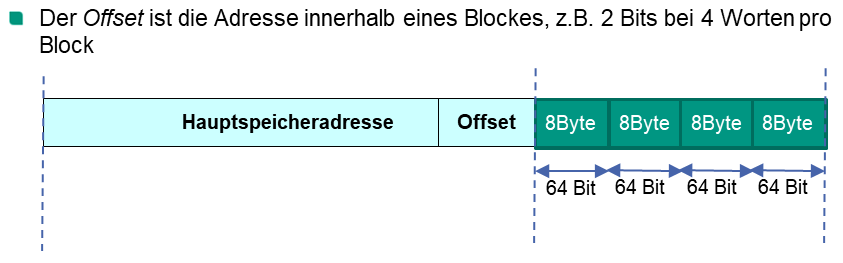 Der Offset ist die Adresse innerhalb eines Blockes, z.B. 2 Bits bei 4 Worten pro
Block
Hauptspeicheradresse Offset 8Byte 8Byte 8Byte 8Byte
64 Bit 64 Bit 64 Bit 64 Bit